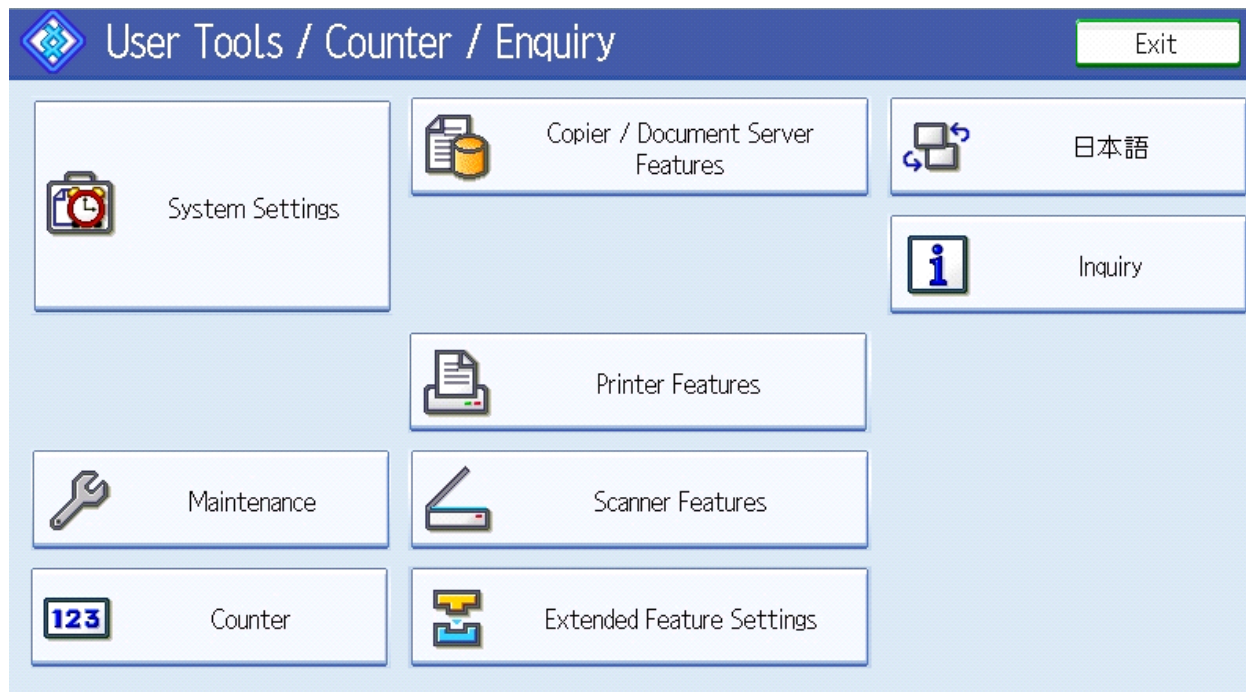 User Tools / Counter / Enquiry
Exit
System Settings
Copier / Document Server
Features
日本語
Inquiry
Printer Features
Maintenance
Scanner Features
123
Counter
Extended Feature Settings